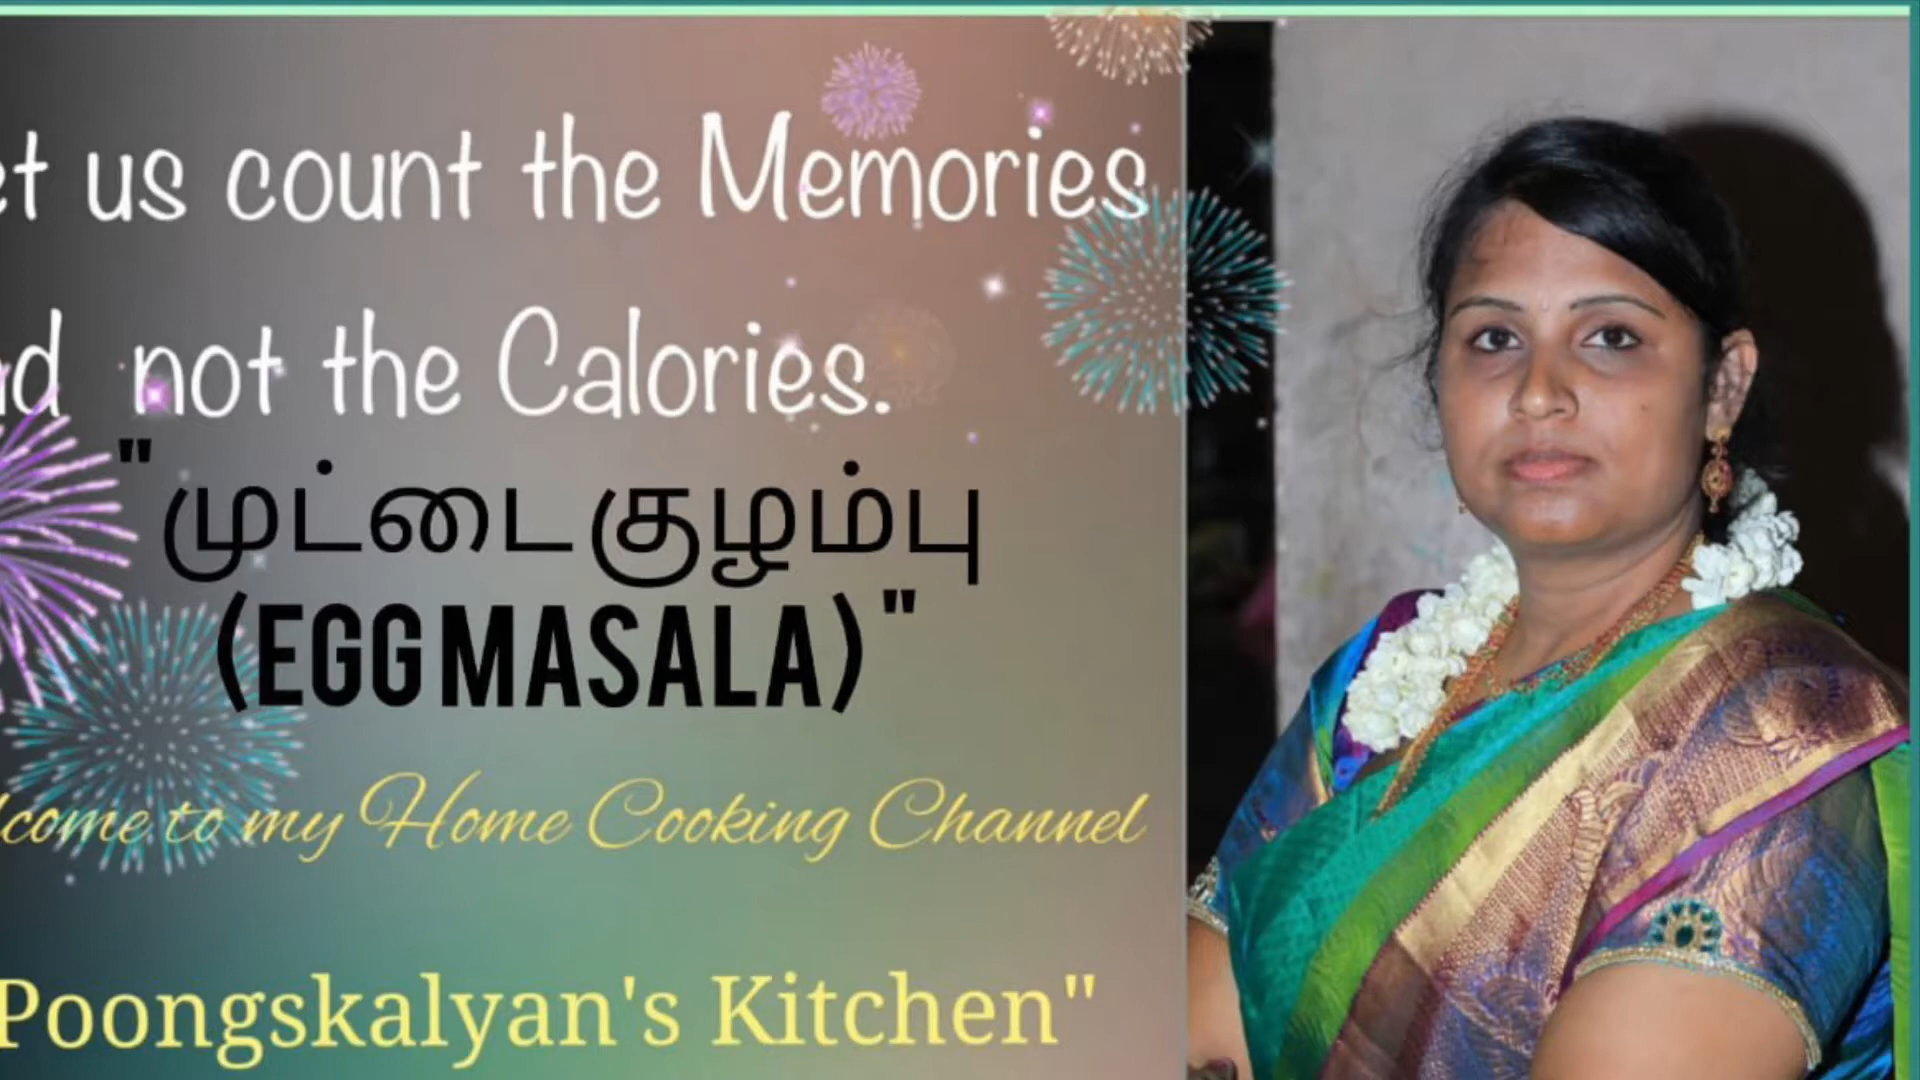 et us count the Memories
nd not the Calories.
"முட்டை குழம்பு
(EGG MASALA)"
lcome to my Home Cooking Channel
Poongskalyan's Kitchen"